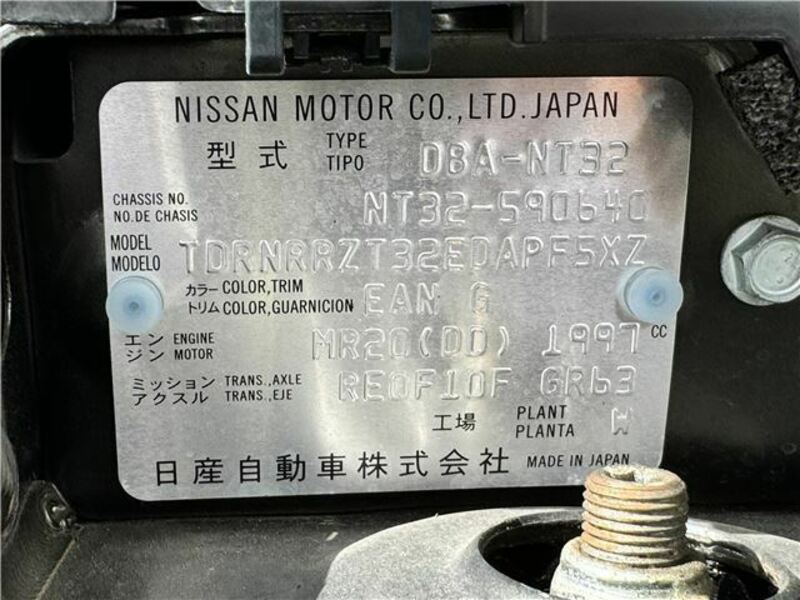 NISSAN MOTOR CO.,LTD.JAPAN
型式 TYPE TIPO DBA-NT32
CHASSIS NO. NO.DE CHASIS NT32-590640
MODEL MODELO TDRNRRZT32EDAPF5XZ
カラー COLOR,TRIM トリム COLOR,GUARNICION EAN G
エンジン ENGINE MOTOR MR20(DD) 1997 CC
ミッション TRANS.,AXLE アクスル TRANS.,EJE RE0F10F GR63
工場 PLANT PLANTA W
日産自動車株式会社 MADE IN JAPAN